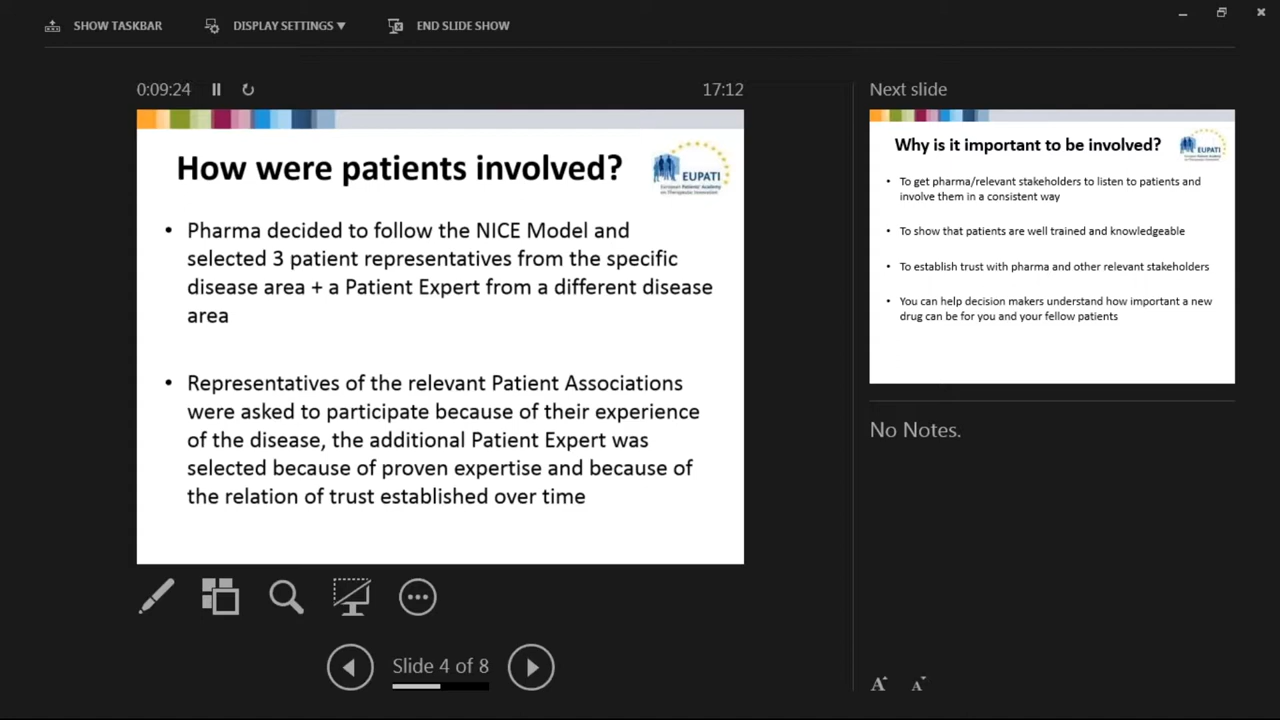 SHOW TASKBAR
DISPLAY SETTINGS ▼
END SLIDE SHOW
0:09:24
17:12
How were patients involved?
EUPATI
European Patients' Academy
on Therapeutic Innovation
• Pharma decided to follow the NICE Model and
selected 3 patient representatives from the specific
disease area + a Patient Expert from a different disease
area
• Representatives of the relevant Patient Associations
were asked to participate because of their experience
of the disease, the additional Patient Expert was
selected because of proven expertise and because of
the relation of trust established over time
Slide 4 of 8
Next slide
Why is it important to be involved?
EUPATI
• To get pharma/relevant stakeholders to listen to patients and
involve them in a consistent way
• To show that patients are well trained and knowledgeable
• To establish trust with pharma and other relevant stakeholders
• You can help decision makers understand how important a new
drug can be for you and your fellow patients
No Notes.
A A